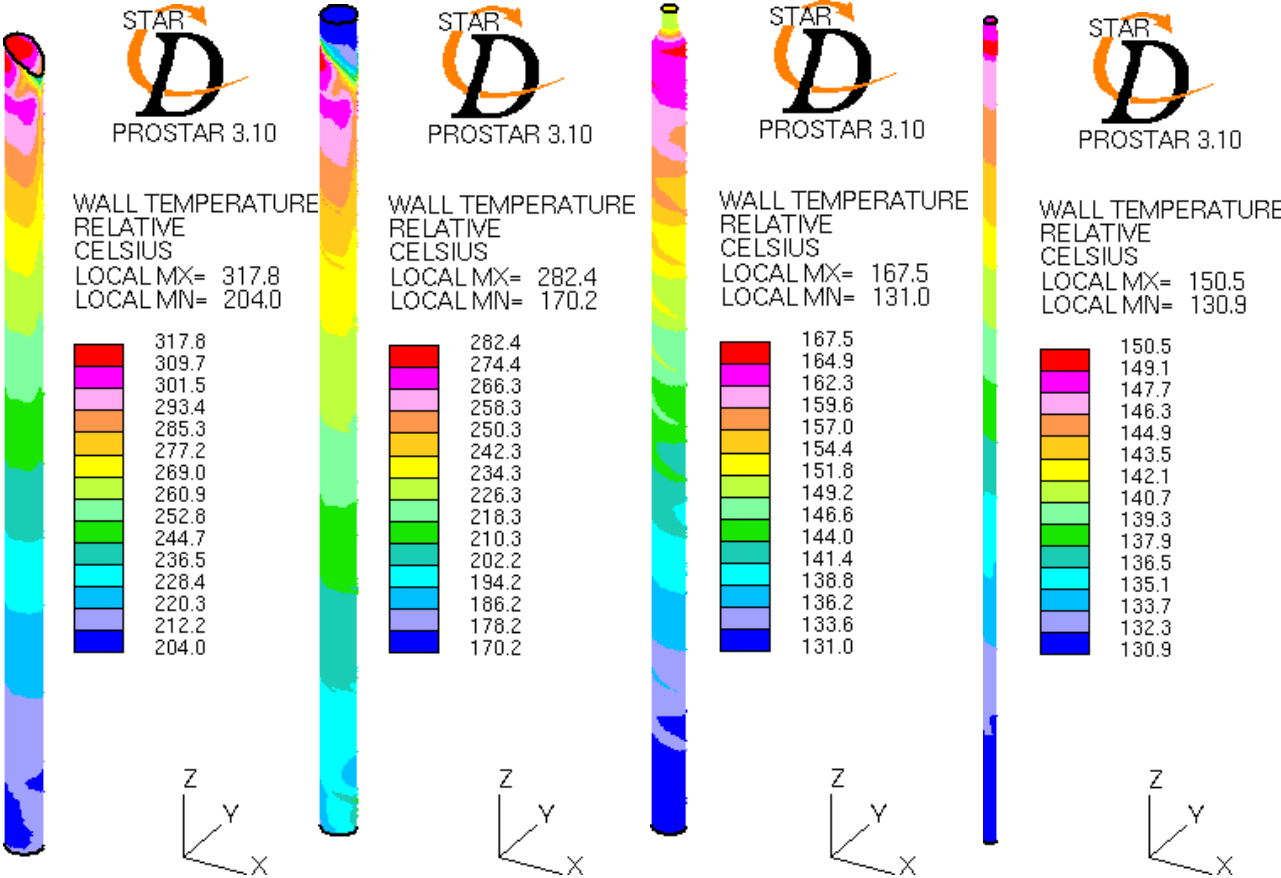 STAR
D
PROSTAR 3.10
WALL TEMPERATURE
RELATIVE
CELSIUS
LOCAL MX= 317.8
LOCAL MN= 204.0
317.8
309.7
301.5
293.4
285.3
277.2
269.0
260.9
252.8
244.7
236.5
228.4
220.3
212.2
204.0
Z
Y
X
STAR
D
PROSTAR 3.10
WALL TEMPERATURE
RELATIVE
CELSIUS
LOCAL MX= 282.4
LOCAL MN= 170.2
282.4
274.4
266.3
258.3
250.3
242.3
234.3
226.3
218.3
210.3
202.2
194.2
186.2
178.2
170.2
Z
Y
X
STAR
D
PROSTAR 3.10
WALL TEMPERATURE
RELATIVE
CELSIUS
LOCAL MX= 167.5
LOCAL MN= 131.0
167.5
164.9
162.3
159.6
157.0
154.4
151.8
149.2
146.6
144.0
141.4
138.8
136.2
133.6
131.0
Z
Y
X
STAR
D
PROSTAR 3.10
WALL TEMPERATURE
RELATIVE
CELSIUS
LOCAL MX= 150.5
LOCAL MN= 130.9
150.5
149.1
147.7
146.3
144.9
143.5
142.1
140.7
139.3
137.9
136.5
135.1
133.7
132.3
130.9
Z
Y
X